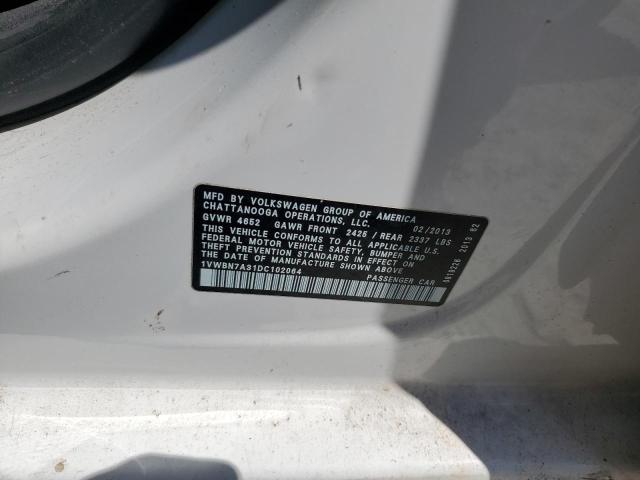 MFD BY VOLKSWAGEN GROUP OF AMERICA
CHATTANOOGA OPERATIONS, LLC. 02/2013
GVWR 4652 GAWR FRONT 2425 / REAR 2337 LBS
THIS VEHICLE CONFORMS TO ALL APPLICABLE U.S.
FEDERAL MOTOR VEHICLE SAFETY, BUMPER AND
THEFT PREVENTION STANDARDS IN EFFECT ON
THE DATE OF MANUFACTURE SHOWN ABOVE.
1VWBN7A31DC102064 PASSENGER CAR
2013 02